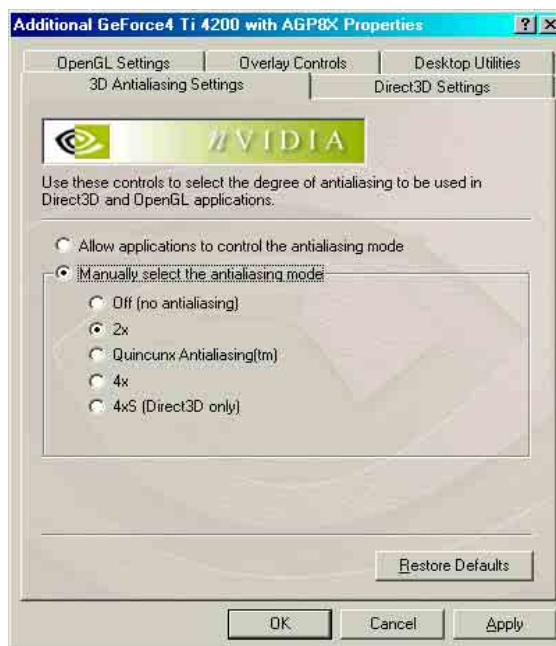 Additional GeForce4 Ti 4200 with AGP8X Properties
OpenGL Settings
Overlay Controls
Desktop Utilities
3D Antialiasing Settings
Direct3D Settings
nVIDIA
Use these controls to select the degree of antialiasing to be used in
Direct3D and OpenGL applications.
Allow applications to control the antialiasing mode
Manually select the antialiasing mode
Off (no antialiasing)
2x
Quincunx Antialiasing(tm)
4x
4xS (Direct3D only)
Restore Defaults
OK
Cancel
Apply